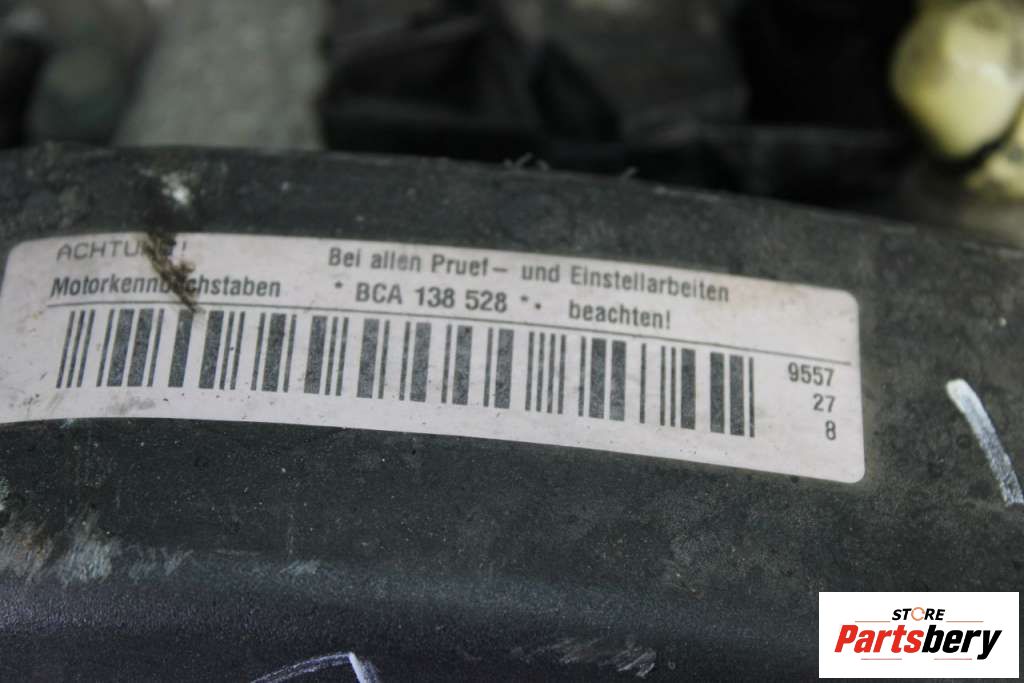 ACHTUNG! Bei allen Pruef- und Einstellarbeiten
Motorkennbuchstaben * BCA 138 528 *. beachten!
9557
27
8
STORE
Partsbery